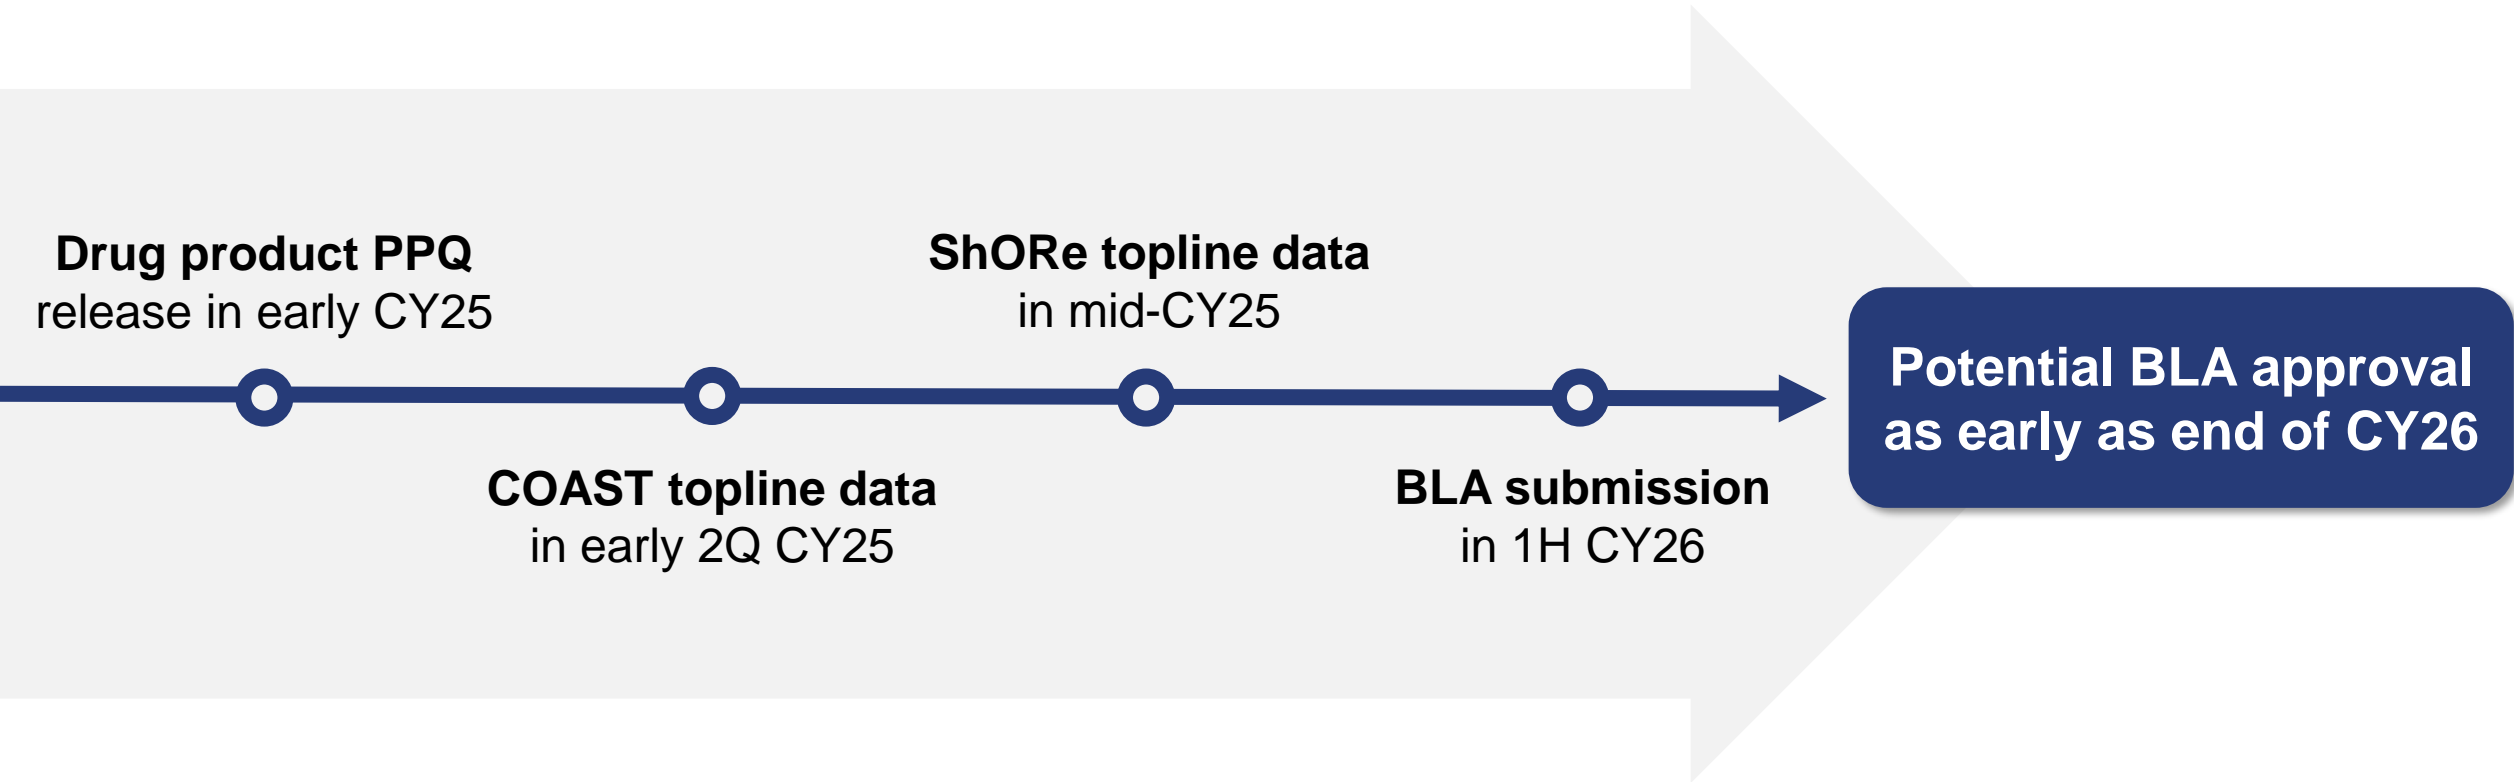 Drug product PPQ
release in early CY25
COAST topline data
in early 2Q CY25
ShORe topline data
in mid-CY25
BLA submission
in 1H CY26
Potential BLA approval
as early as end of CY26